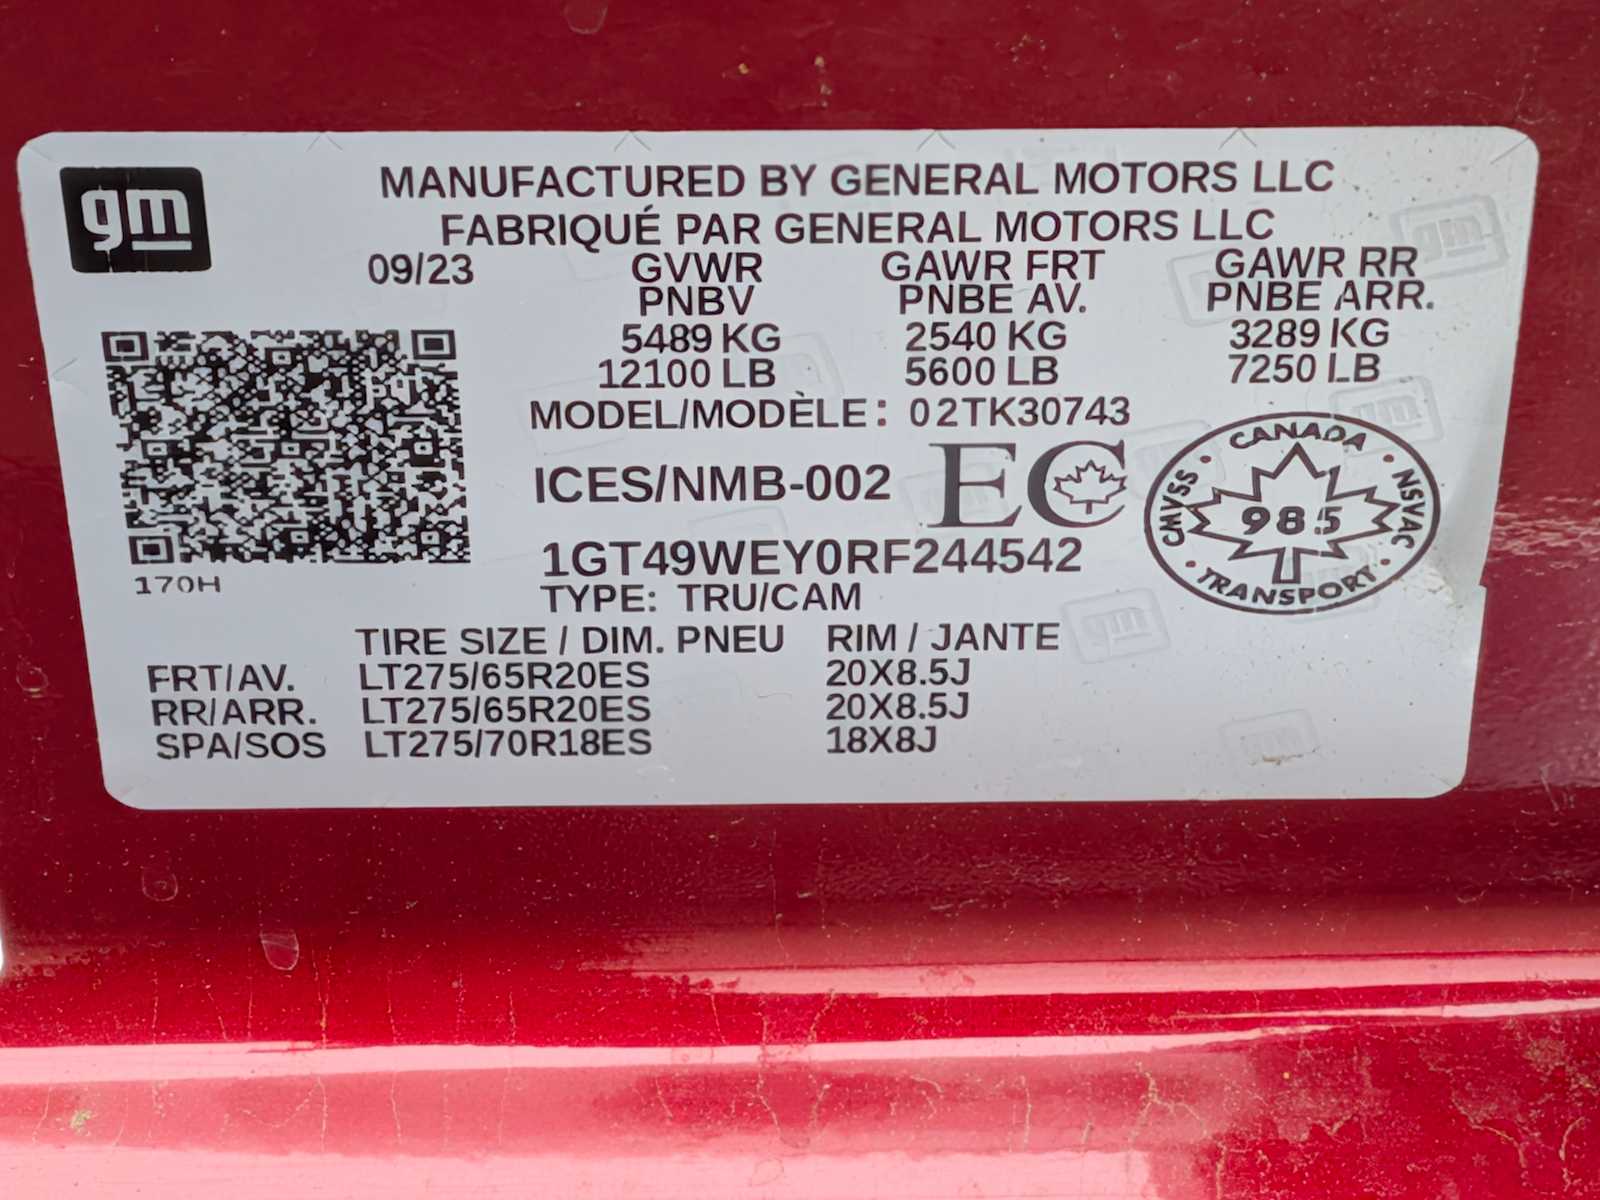 gm
MANUFACTURED BY GENERAL MOTORS LLC
FABRIQUÉ PAR GENERAL MOTORS LLC
09/23 GVWR GAWR FRT GAWR RR
PNBV PNBE AV. PNBE ARR.
5489 KG 2540 KG 3289 KG
12100 LB 5600 LB 7250 LB
MODEL/MODÈLE: 02TK30743
ICES/NMB-002 EC
CANADA
CMVSS · 985 · NSVAC
· TRANSPORT ·
1GT49WEY0RF244542
170H
TYPE: TRU/CAM
TIRE SIZE / DIM. PNEU RIM / JANTE
FRT/AV. LT275/65R20ES 20X8.5J
RR/ARR. LT275/65R20ES 20X8.5J
SPA/SOS LT275/70R18ES 18X8J